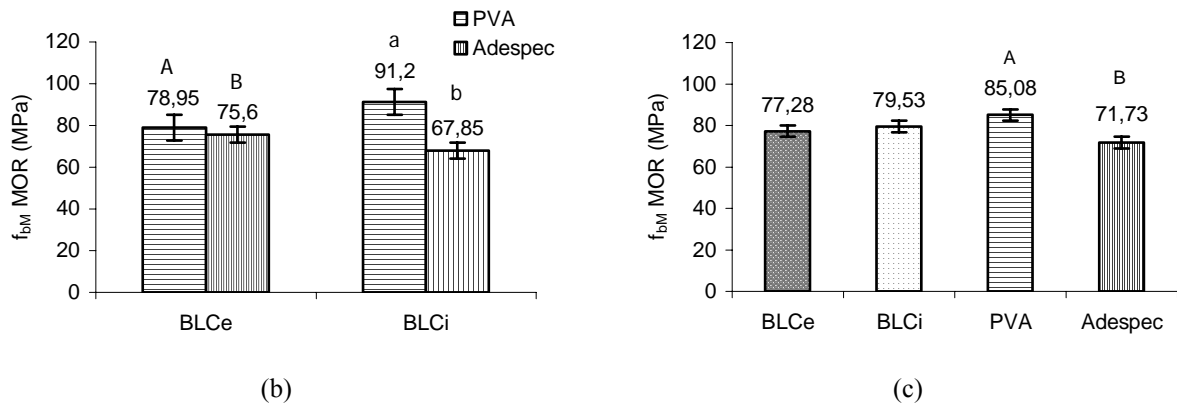 PVA
Adespec
f_bM MOR (MPa)
120
100
80
60
40
20
0
A
78,95
B
75,6
a
91,2
b
67,85
BLCe
BLCi
(b)
f_bM MOR (MPa)
120
100
80
60
40
20
0
77,28
79,53
A
85,08
B
71,73
BLCe
BLCi
PVA
Adespec
(c)